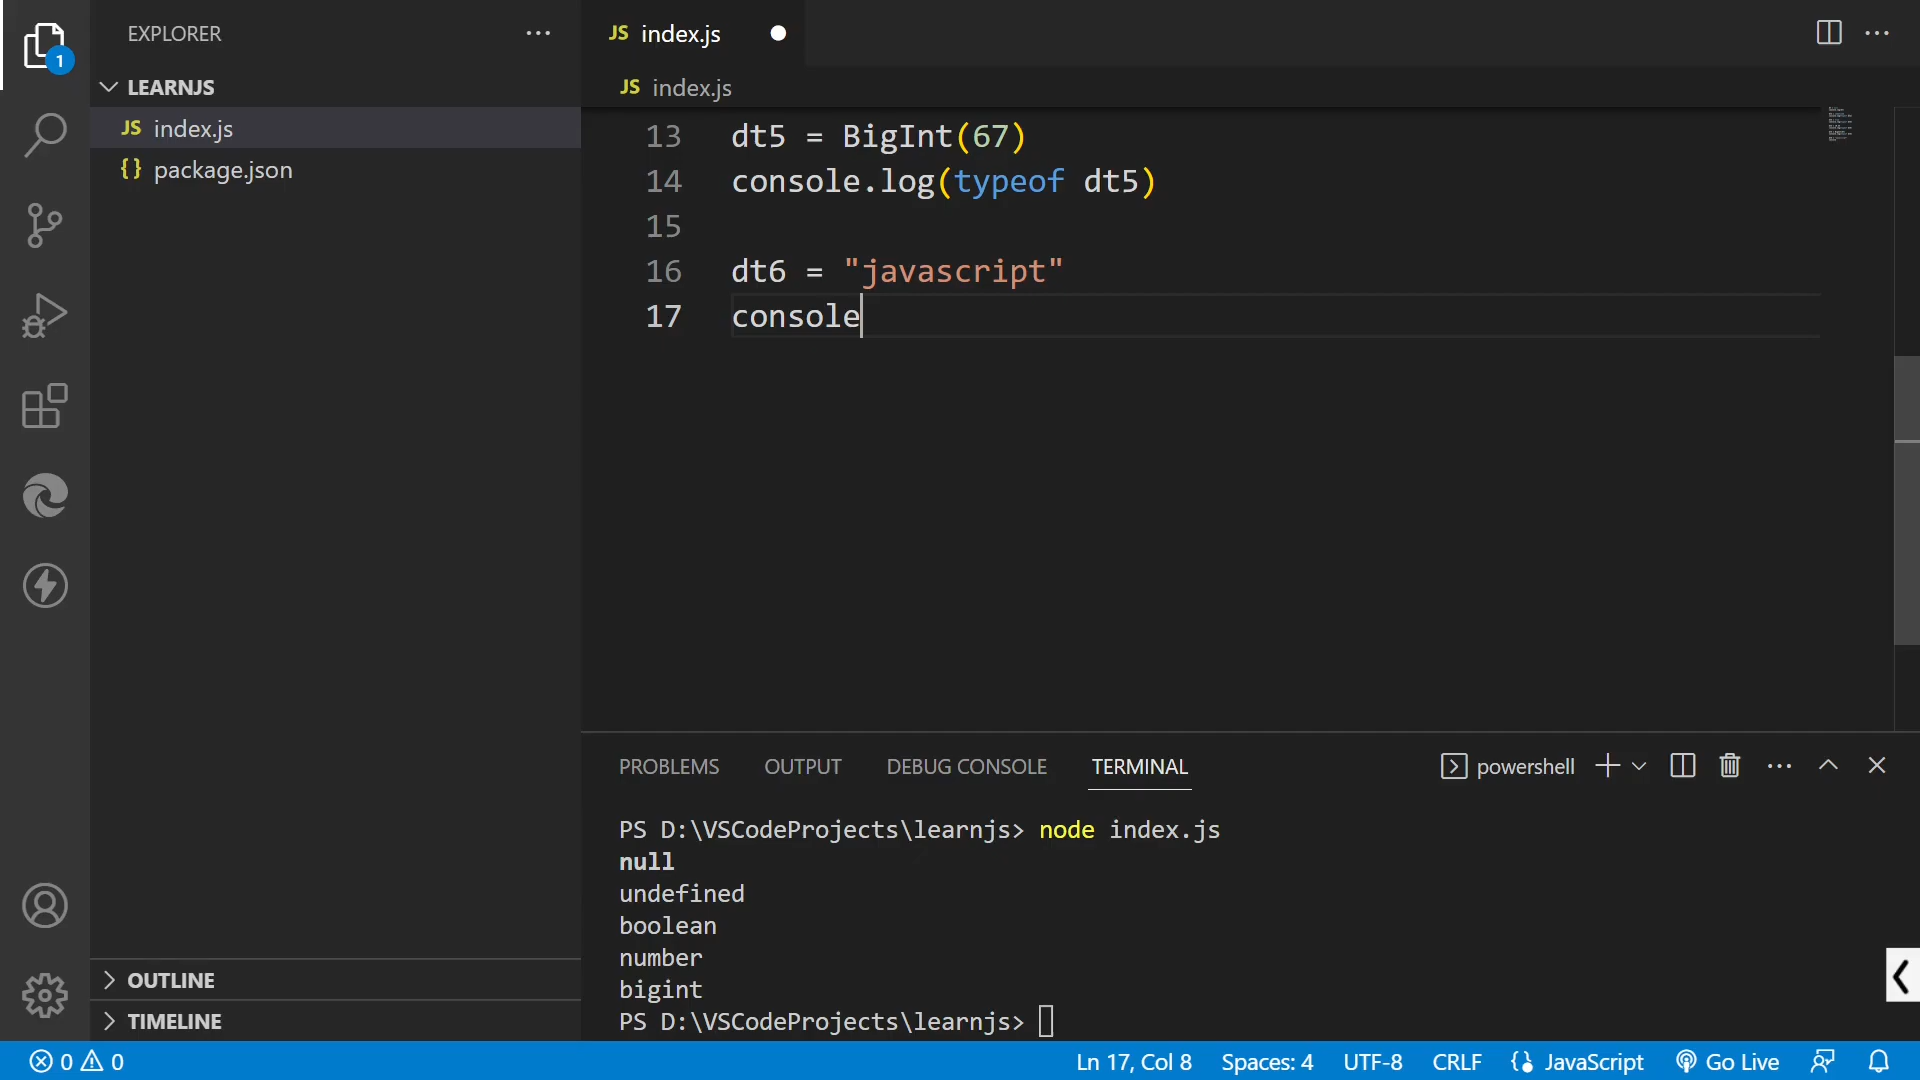 EXPLORER
1
LEARNJS
JS index.js
{} package.json
OUTLINE
TIMELINE
JS index.js
JS index.js
13 dt5 = BigInt(67)
14 console.log(typeof dt5)
15
16 dt6 = "javascript"
17 console
PROBLEMS OUTPUT DEBUG CONSOLE TERMINAL powershell
PS D:\VSCodeProjects\learnjs> node index.js
null
undefined
boolean
number
bigint
PS D:\VSCodeProjects\learnjs>
0 0 Ln 17, Col 8 Spaces: 4 UTF-8 CRLF {} JavaScript Go Live